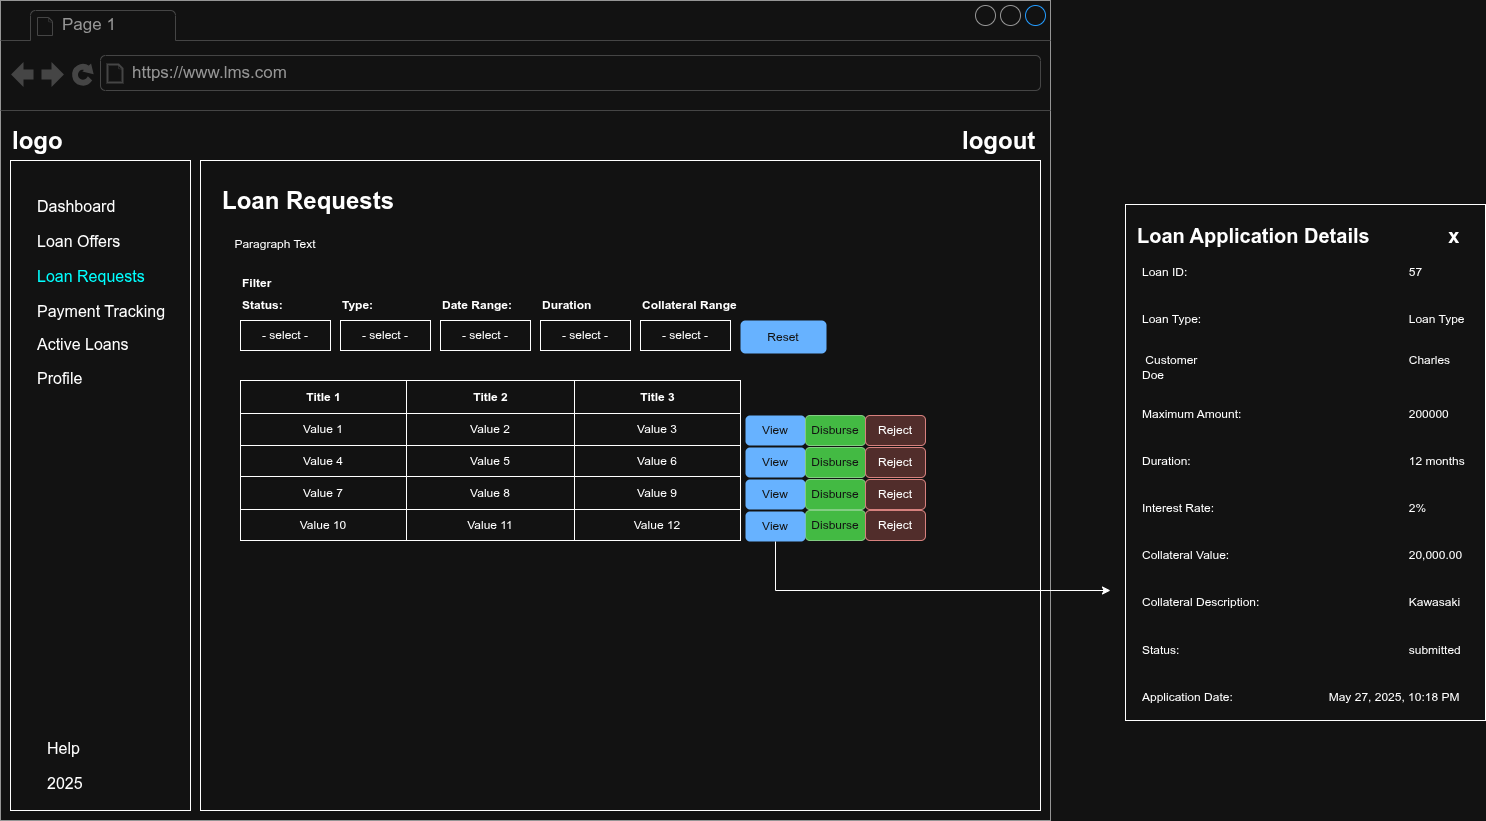 Page 1
https://www.lms.com
logo
logout
Dashboard
Loan Offers
Loan Requests
Payment Tracking
Active Loans
Profile
Help
2025
Loan Requests
Paragraph Text
Filter
Status: Type: Date Range: Duration Collateral Range
- select - - select - - select - - select - - select - Reset
Title 1 Title 2 Title 3
Value 1 Value 2 Value 3 View Disburse Reject
Value 4 Value 5 Value 6 View Disburse Reject
Value 7 Value 8 Value 9 View Disburse Reject
Value 10 Value 11 Value 12 View Disburse Reject
Loan Application Details x
Loan ID: 57
Loan Type: Loan Type
Customer Charles
Doe
Maximum Amount: 200000
Duration: 12 months
Interest Rate: 2%
Collateral Value: 20,000.00
Collateral Description: Kawasaki
Status: submitted
Application Date: May 27, 2025, 10:18 PM